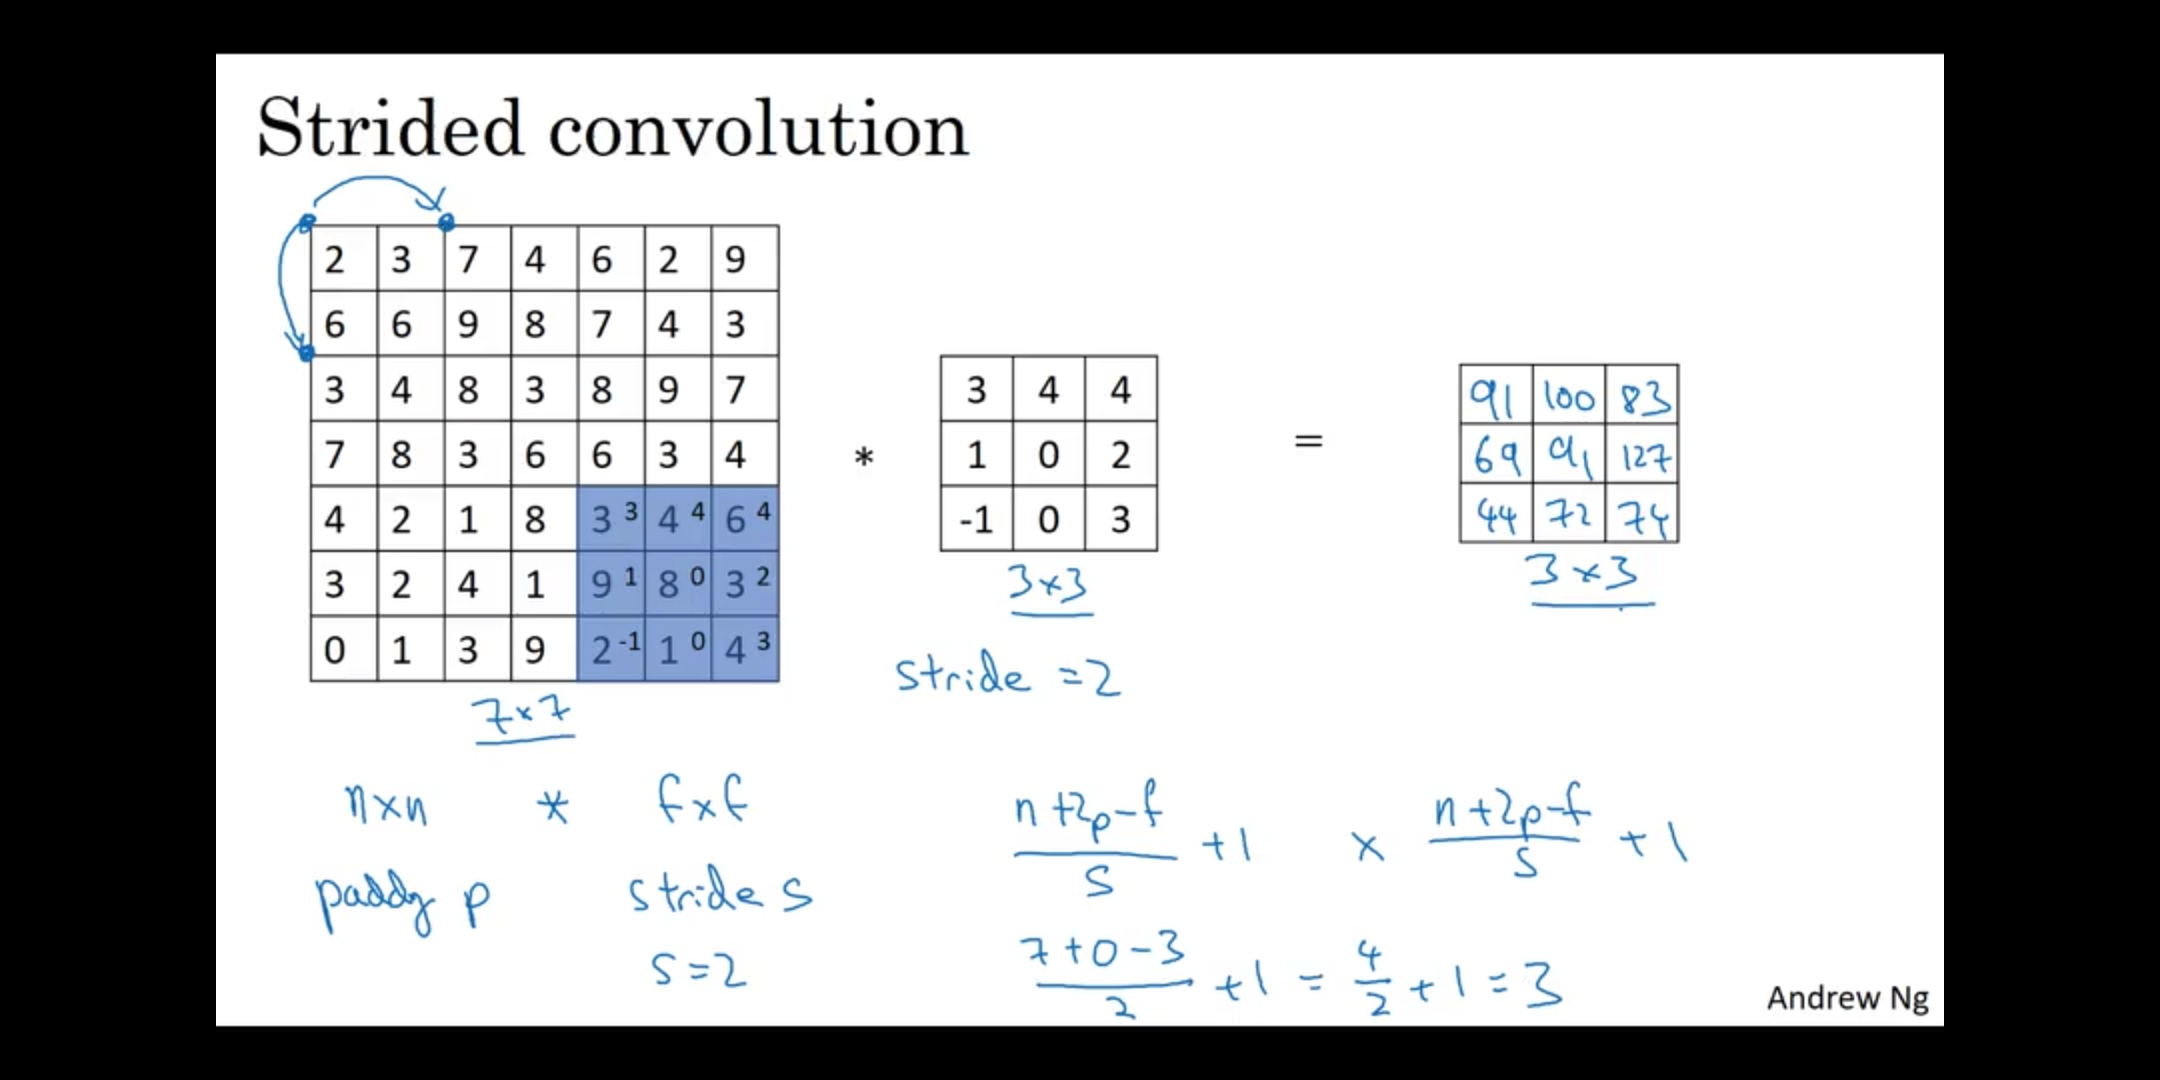 Strided convolution
2 3 7 4 6 2 9
6 6 9 8 7 4 3
3 4 8 3 8 9 7
7 8 3 6 6 3 4
4 2 1 8 3 3 4 4 6 4
3 2 4 1 9 1 8 0 3 2
0 1 3 9 2 -1 1 0 4 3
7×7
*
3 4 4
1 0 2
-1 0 3
3×3
stride =2
=
91 100 83
69 91 127
44 72 74
3×3
n×n * f×f
padding p stride s
s=2
(n+2p-f)/s +1 × (n+2p-f)/s +1
(7+0-3)/2 +1 = 4/2 +1 = 3
Andrew Ng